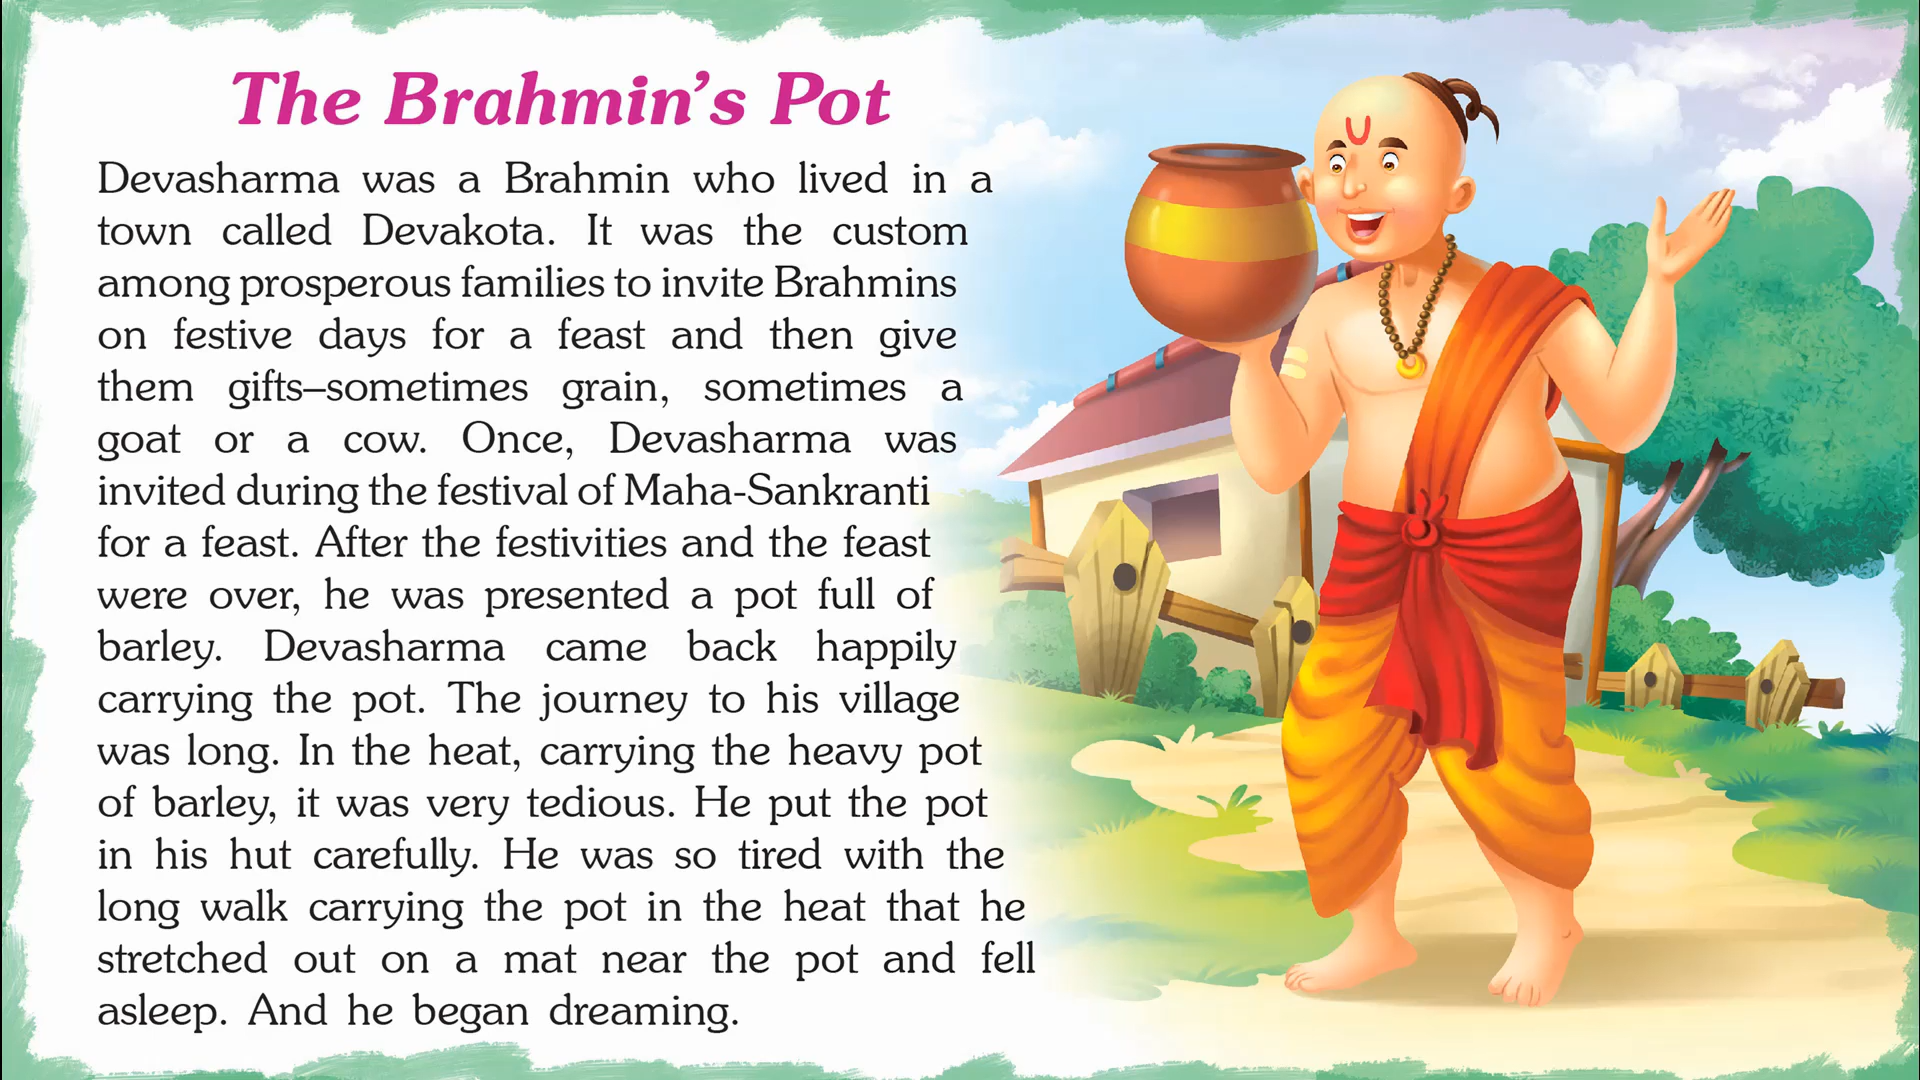 The Brahmin's Pot
Devasharma was a Brahmin who lived in a
town called Devakota. It was the custom
among prosperous families to invite Brahmins
on festive days for a feast and then give
them gifts–sometimes grain, sometimes a
goat or a cow. Once, Devasharma was
invited during the festival of Maha-Sankranti
for a feast. After the festivities and the feast
were over, he was presented a pot full of
barley. Devasharma came back happily
carrying the pot. The journey to his village
was long. In the heat, carrying the heavy pot
of barley, it was very tedious. He put the pot
in his hut carefully. He was so tired with the
long walk carrying the pot in the heat that he
stretched out on a mat near the pot and fell
asleep. And he began dreaming.